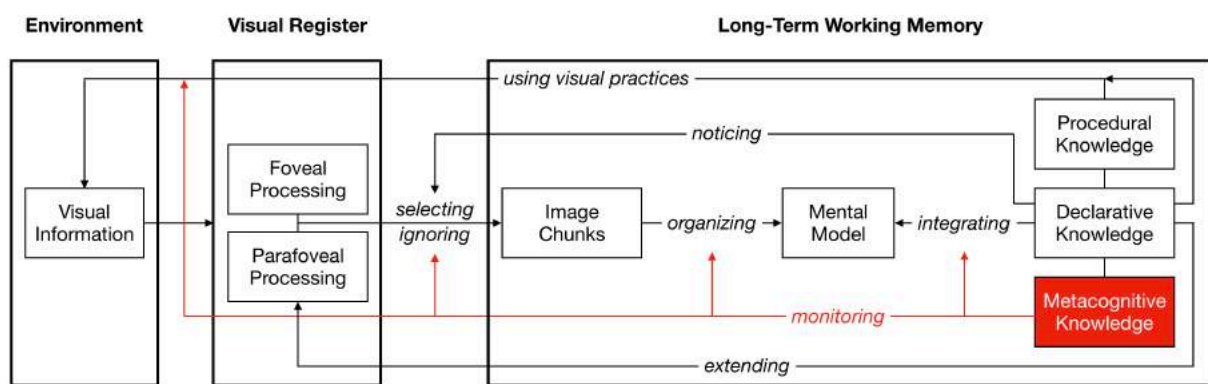 Environment
Visual Register
Long-Term Working Memory
using visual practices
Procedural
Knowledge
noticing
Foveal
Processing
Visual
Information
selecting
ignoring
Image
Chunks
organizing
Mental
Model
integrating
Declarative
Knowledge
Parafoveal
Processing
monitoring
Metacognitive
Knowledge
extending